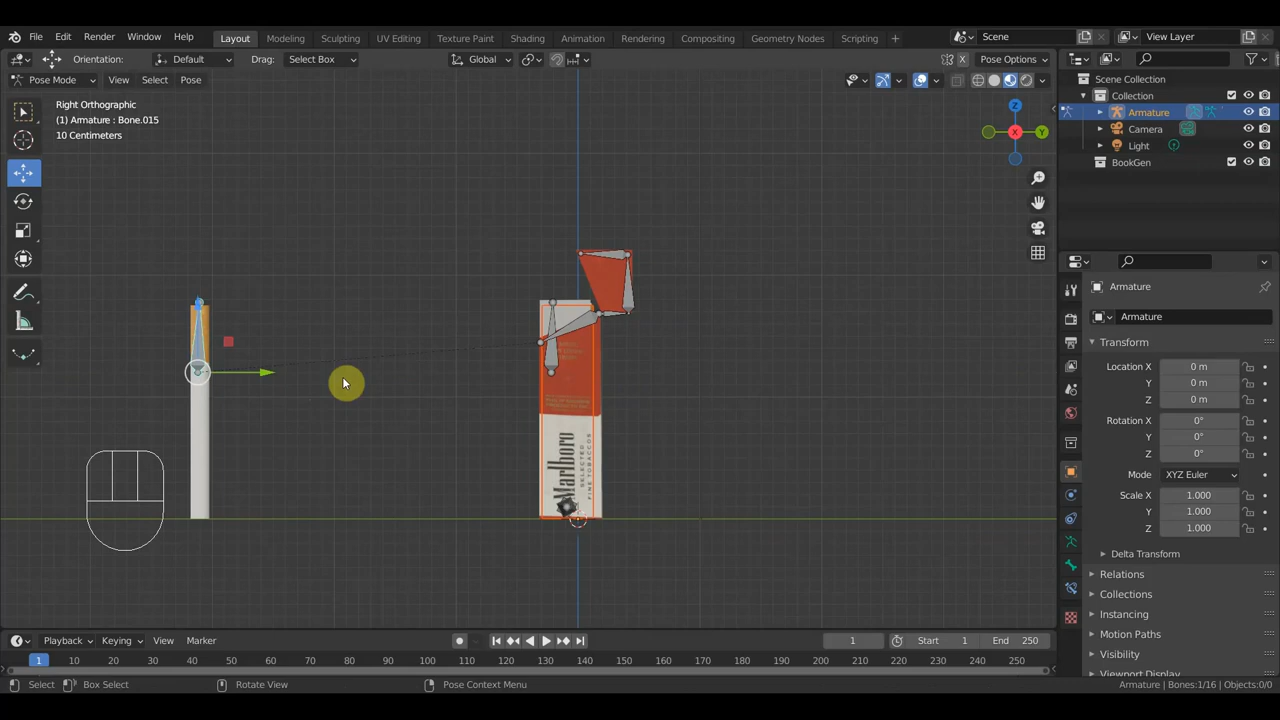 File Edit Render Window Help Layout Modeling Sculpting UV Editing Texture Paint Shading Animation Rendering Compositing Geometry Nodes Scripting + Scene View Layer
Orientation: Default Drag: Select Box Global X Pose Options
Pose Mode View Select Pose
Right Orthographic
(1) Armature : Bone.015
10 Centimeters
Z
X
Y
Scene Collection
Collection
Armature
Camera
Light
BookGen
Armature
Armature
Transform
Location X 0 m
Y 0 m
Z 0 m
Rotation X 0°
Y 0°
Z 0°
Mode XYZ Euler
Scale X 1.000
Y 1.000
Z 1.000
Delta Transform
Relations
Collections
Instancing
Motion Paths
Visibility
Viewport Display
Marlboro
SELECTED
FINE TOBACCOS
Playback Keying View Marker 1 Start 1 End 250
1 10 20 30 40 50 60 70 80 90 100 110 120 130 140 150 160 170 180 190 200 210 220 230 240 250
Select Box Select Rotate View Pose Context Menu Armature | Bones:1/16 | Objects:0/0